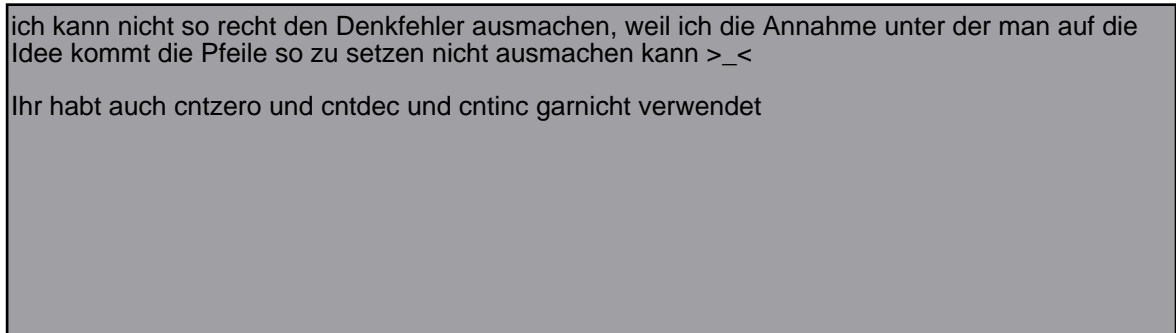 ich kann nicht so recht den Denkfehler ausmachen, weil ich die Annahme unter der man auf die
Idee kommt die Pfeile so zu setzen nicht ausmachen kann >_<
Ihr habt auch cntzero und cntdec und cntinc garnicht verwendet